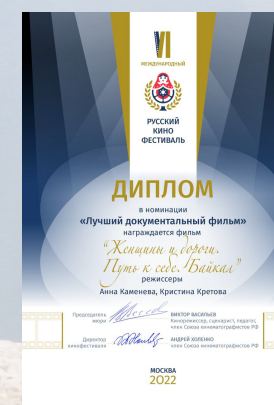 VI
МЕЖДУНАРОДНЫЙ
РУССКИЙ
КИНО
ФЕСТИВАЛЬ
ДИПЛОМ
в номинации
«Лучший документальный фильм»
награждается фильм
"Женщины и дороги.
Путь к себе. Байкал"
режиссеры
Анна Каменева, Кристина Кретова
Председатель жюри
ВИКТОР ВАСИЛЬЕВ
Кинорежиссер, сценарист, педагог,
член Союза кинематографистов РФ
Директор кинофестиваля
АНДРЕЙ ХОЛЕНКО
член Союза кинематографистов РФ
МОСКВА
2022